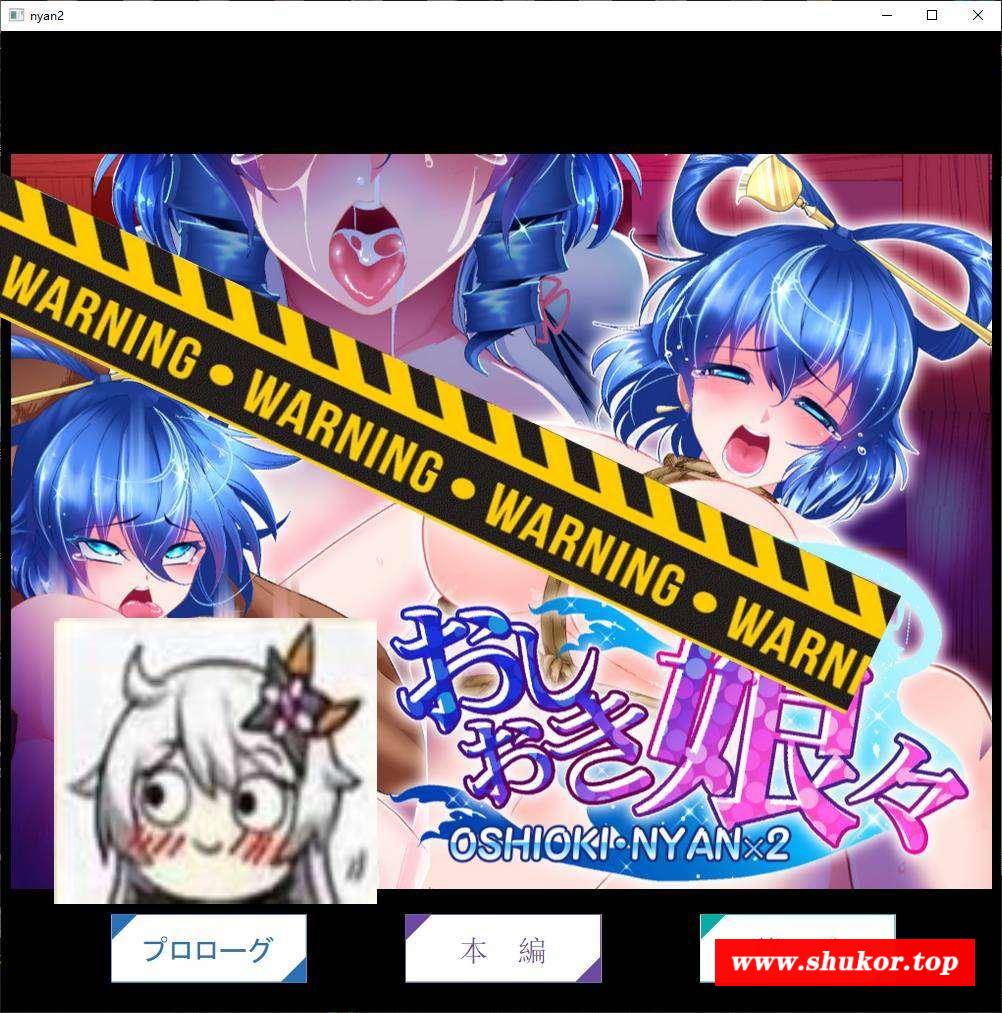 nyan2
WARNING • WARNING • WARNING • WARNI
おしおき娘々
OSHIOKI・NYAN×2
プロローグ
本 編
www.shukor.top